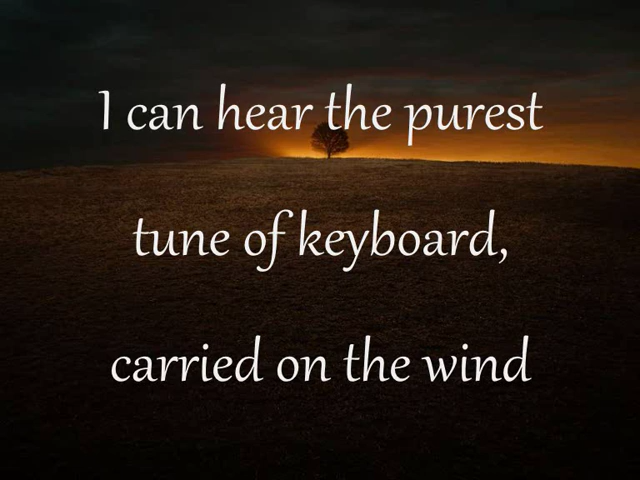 I can hear the purest
tune of keyboard,
carried on the wind